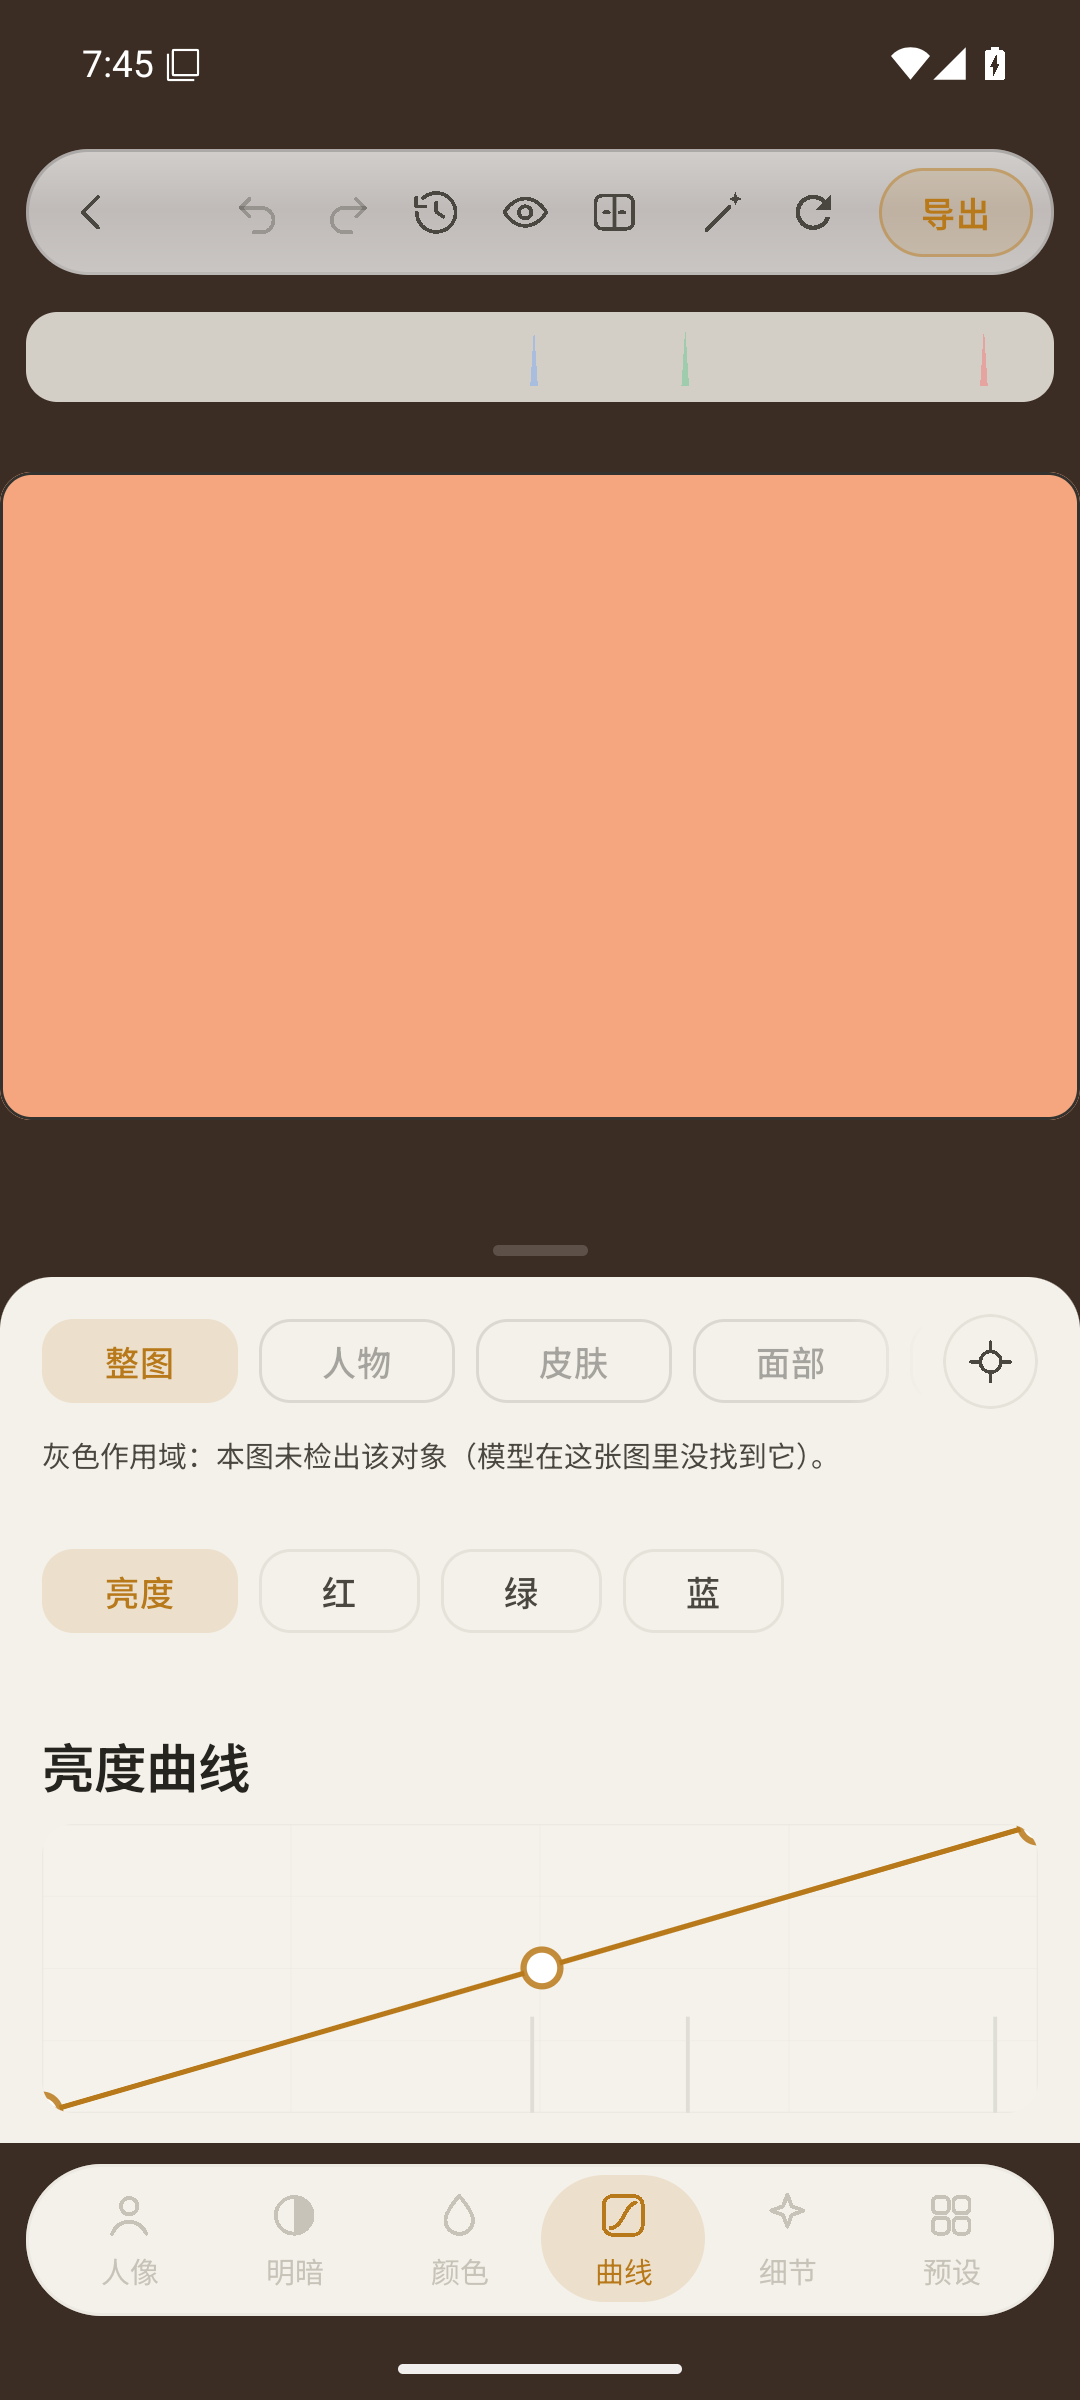 7:45
导出
整图 人物 皮肤 面部
灰色作用域：本图未检出该对象（模型在这张图里没找到它）。
亮度 红 绿 蓝
亮度曲线
人像 明暗 颜色 曲线 细节 预设